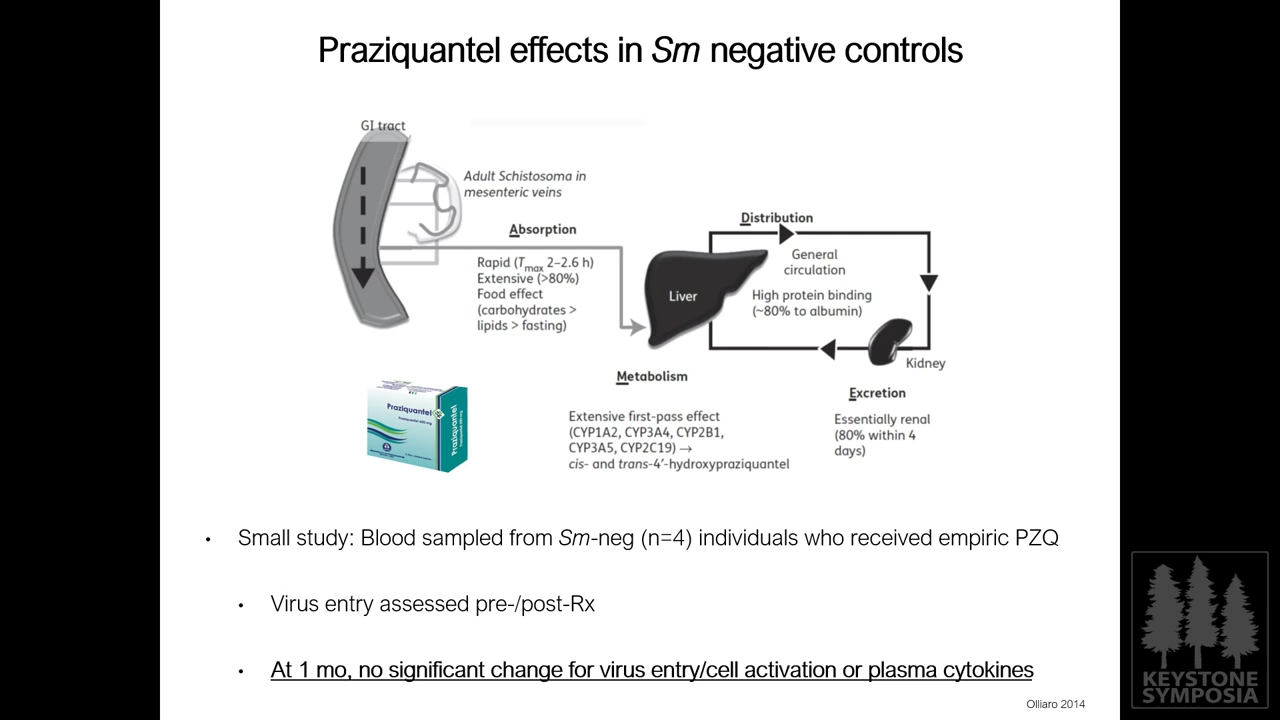 Praziquantel effects in Sm negative controls
GI tract
Adult Schistosoma in
mesenteric veins
Absorption
Rapid (Tmax 2–2.6 h)
Extensive (>80%)
Food effect
(carbohydrates >
lipids > fasting)
Liver
Distribution
General
circulation
High protein binding
(~80% to albumin)
Kidney
Metabolism
Extensive first-pass effect
(CYP1A2, CYP3A4, CYP2B1,
CYP3A5, CYP2C19) →
cis- and trans-4′-hydroxypraziquantel
Excretion
Essentially renal
(80% within 4
days)
Praziquantel
Praziquantel
• Small study: Blood sampled from Sm-neg (n=4) individuals who received empiric PZQ
• Virus entry assessed pre-/post-Rx
• At 1 mo, no significant change for virus entry/cell activation or plasma cytokines
Olliaro 2014
KEYSTONE
SYMPOSIA